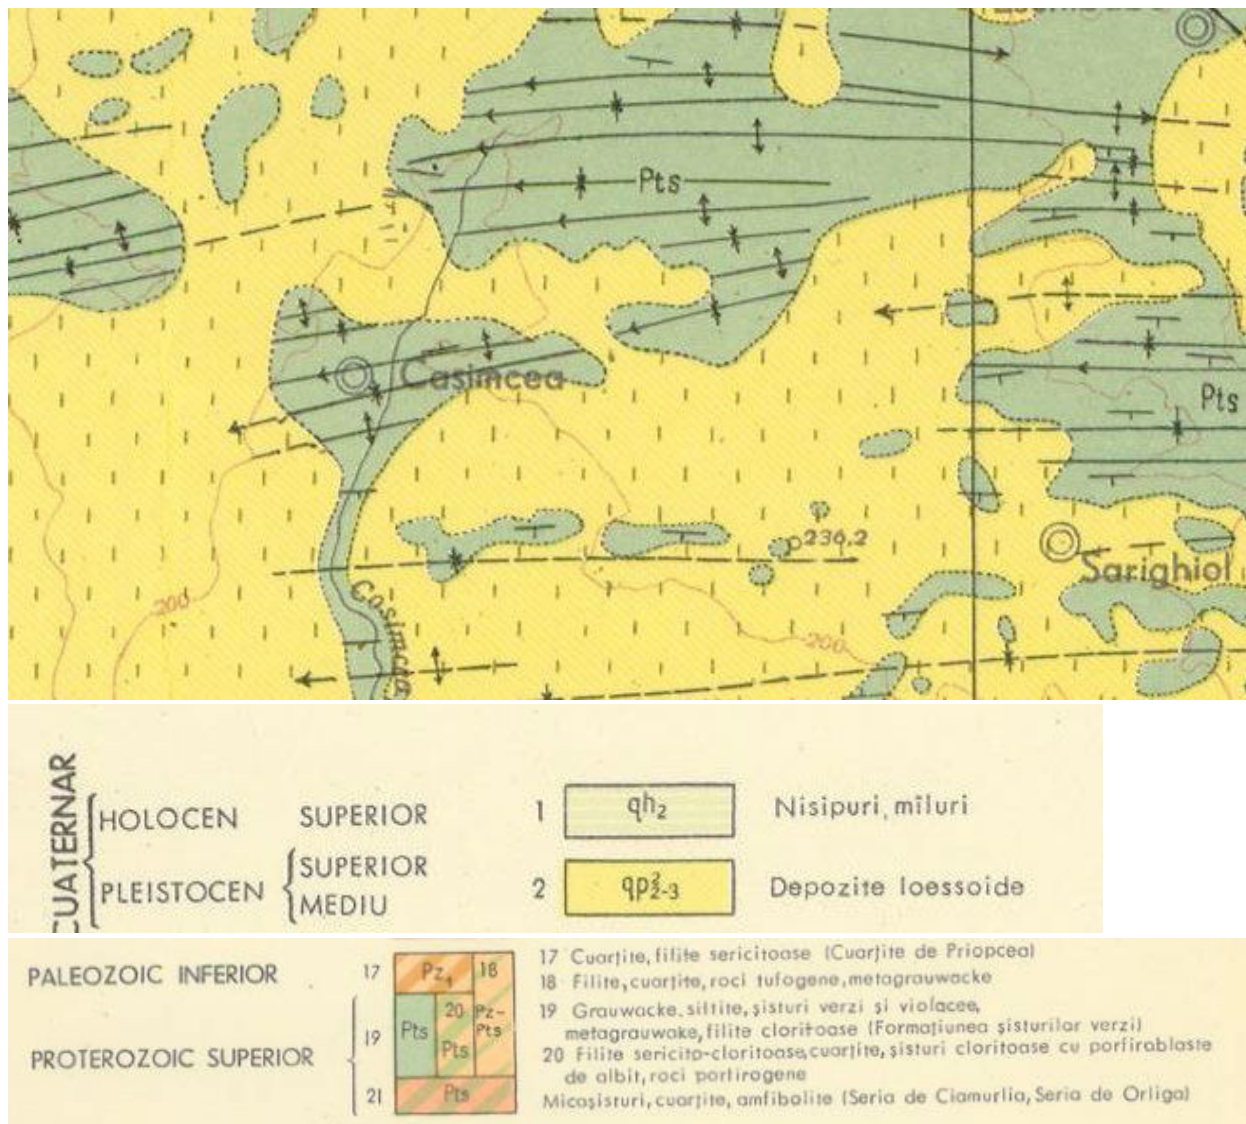 Pts
Casimcea
Pts
236,2
Sarighiol
200
Casimcea
200
CUATERNAR
HOLOCEN SUPERIOR 1 qh2 Nisipuri, mîluri
PLEISTOCEN SUPERIOR
MEDIU 2 qp²2-3 Depozite loessoide
PALEOZOIC INFERIOR 17 Pz1 18
17 Cuarțite, filite sericitoase (Cuarțite de Priopcea)
18 Filite, cuarțite, roci tufogene, metagrauwacke
PROTEROZOIC SUPERIOR 19 Pts 20 Pts Pz-Pts
19 Grauwacke, siltite, șisturi verzi și violacee,
metagrauwake, filite cloritoase (Formațiunea șisturilor verzi)
20 Filite sericito-cloritoase, cuarțite, șisturi cloritoase cu porfiroblaste
de albit, roci porfirogene
21 Pts Micașisturi, cuarțite, amfibolite (Seria de Ciamurlia, Seria de Orliga)